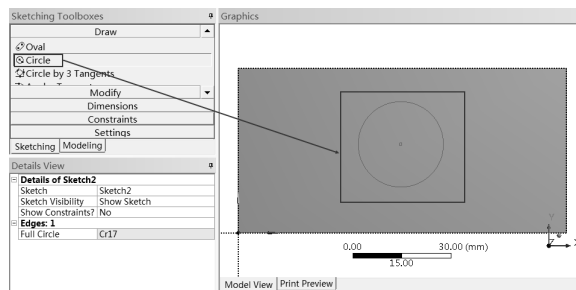 Sketching Toolboxes
Draw
Oval
Circle
Circle by 3 Tangents
Modify
Dimensions
Constraints
Settings
Sketching Modeling
Details View
Details of Sketch2
Sketch Sketch2
Sketch Visibility Show Sketch
Show Constraints? No
Edges: 1
Full Circle Cr17
Graphics
Y
Z X
0.00 30.00 (mm)
15.00
Model View Print Preview